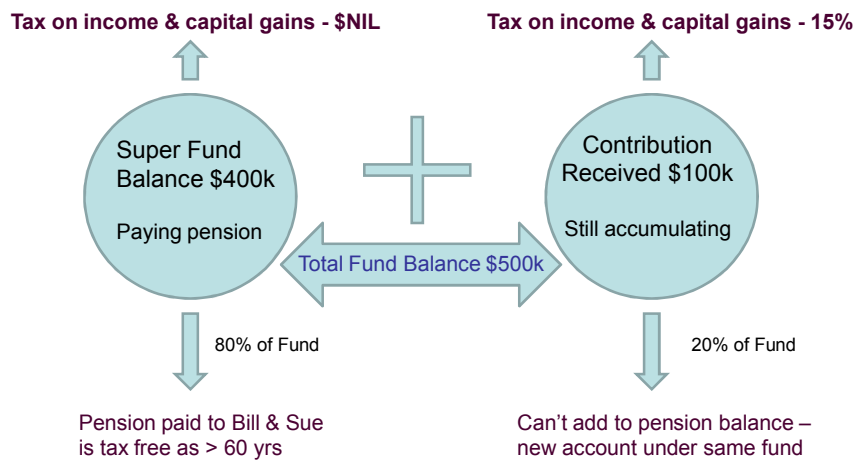 Tax on income & capital gains - $NIL
Tax on income & capital gains - 15%
Super Fund
Balance $400k
Paying pension
Contribution
Received $100k
Still accumulating
Total Fund Balance $500k
80% of Fund
20% of Fund
Pension paid to Bill & Sue
is tax free as > 60 yrs
Can’t add to pension balance –
new account under same fund